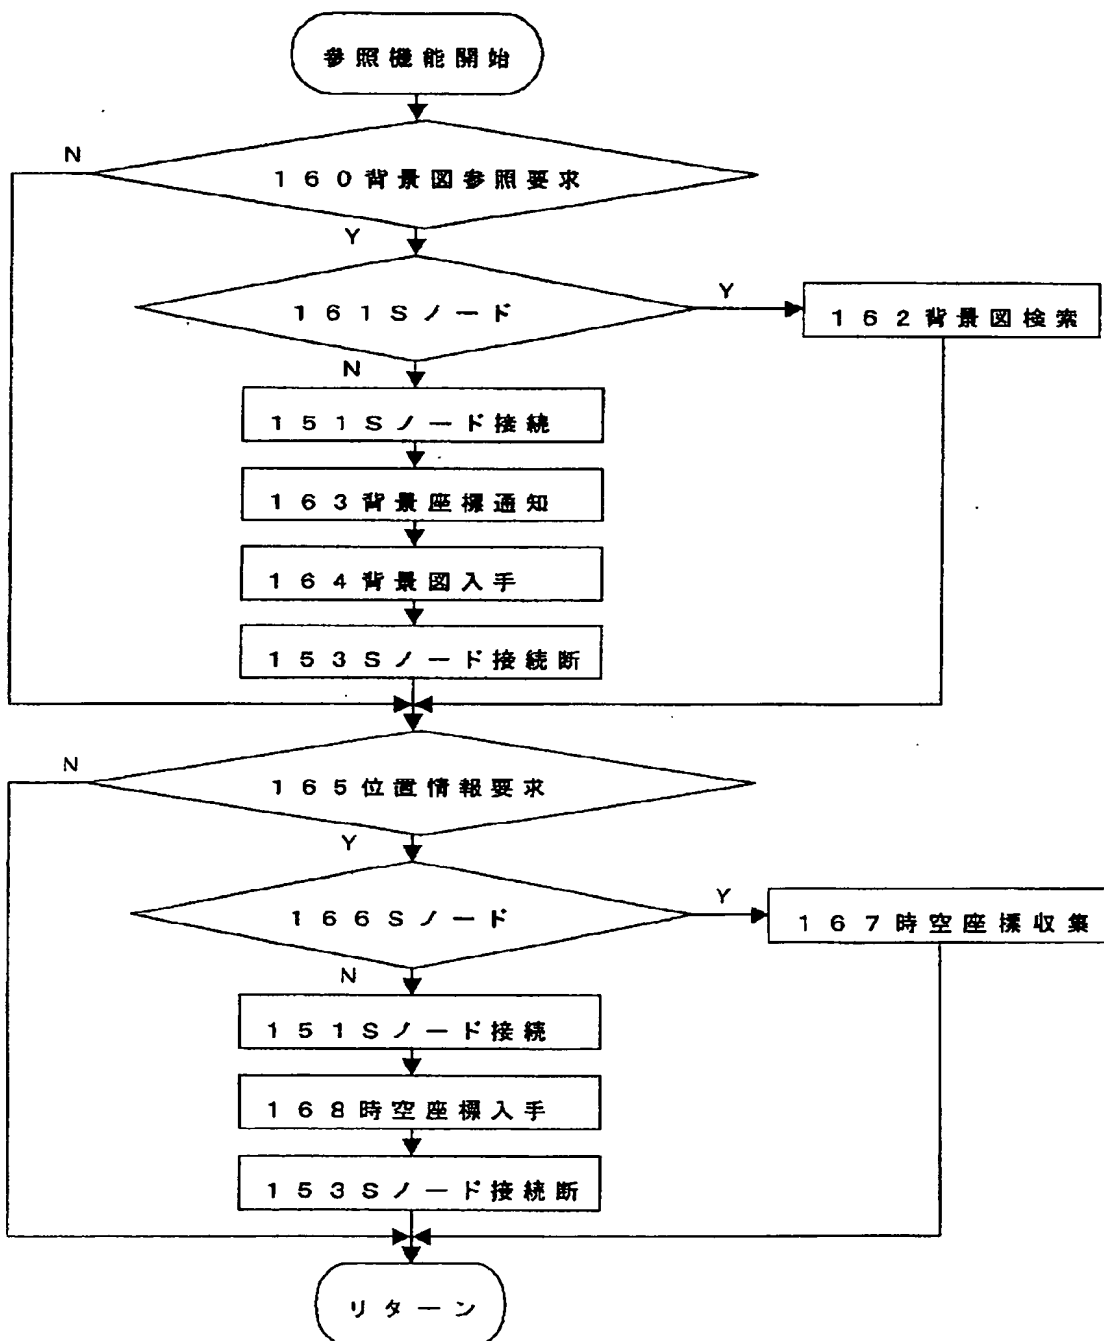 参照機能開始
N
160背景図参照要求
Y
161Sノード
Y
162背景図検索
N
151Sノード接続
163背景座標通知
164背景図入手
153Sノード接続断
N
165位置情報要求
Y
166Sノード
Y
167時空座標収集
N
151Sノード接続
168時空座標入手
153Sノード接続断
リターン